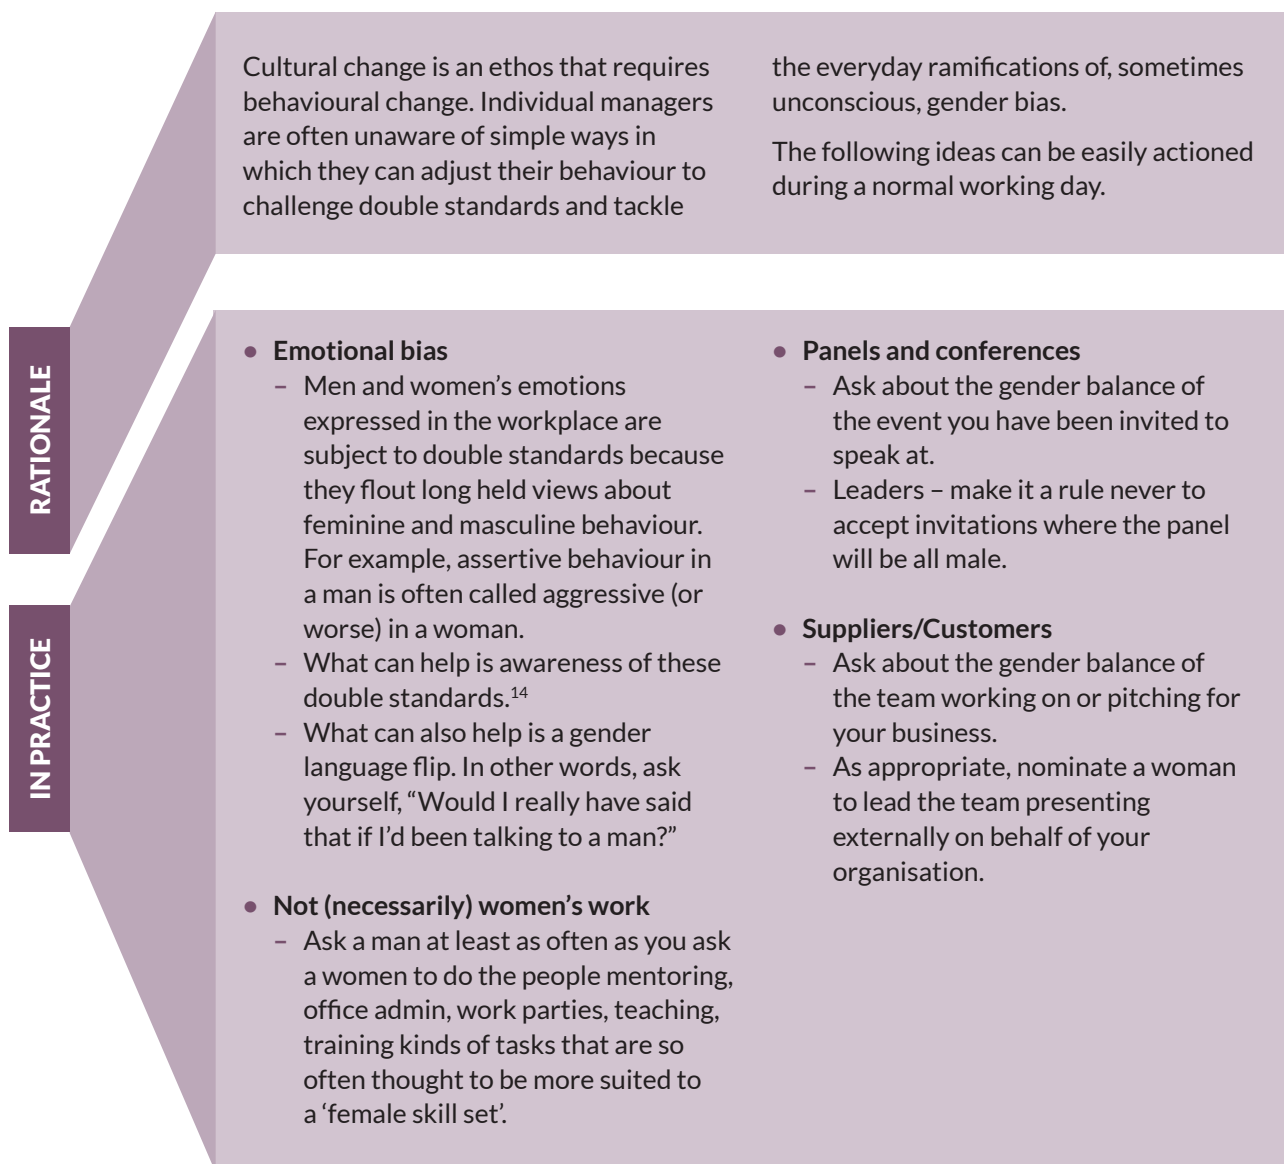 Cultural change is an ethos that requires
behavioural change. Individual managers
are often unaware of simple ways in
which they can adjust their behaviour to
challenge double standards and tackle
the everyday ramifications of, sometimes
unconscious, gender bias.
The following ideas can be easily actioned
during a normal working day.
RATIONALE
IN PRACTICE
● Emotional bias
– Men and women’s emotions
expressed in the workplace are
subject to double standards because
they flout long held views about
feminine and masculine behaviour.
For example, assertive behaviour in
a man is often called aggressive (or
worse) in a woman.
– What can help is awareness of these
double standards.14
– What can also help is a gender
language flip. In other words, ask
yourself, “Would I really have said
that if I’d been talking to a man?”
● Not (necessarily) women’s work
– Ask a man at least as often as you ask
a women to do the people mentoring,
office admin, work parties, teaching,
training kinds of tasks that are so
often thought to be more suited to
a ‘female skill set’.
● Panels and conferences
– Ask about the gender balance of
the event you have been invited to
speak at.
– Leaders – make it a rule never to
accept invitations where the panel
will be all male.
● Suppliers/Customers
– Ask about the gender balance of
the team working on or pitching for
your business.
– As appropriate, nominate a woman
to lead the team presenting
externally on behalf of your
organisation.